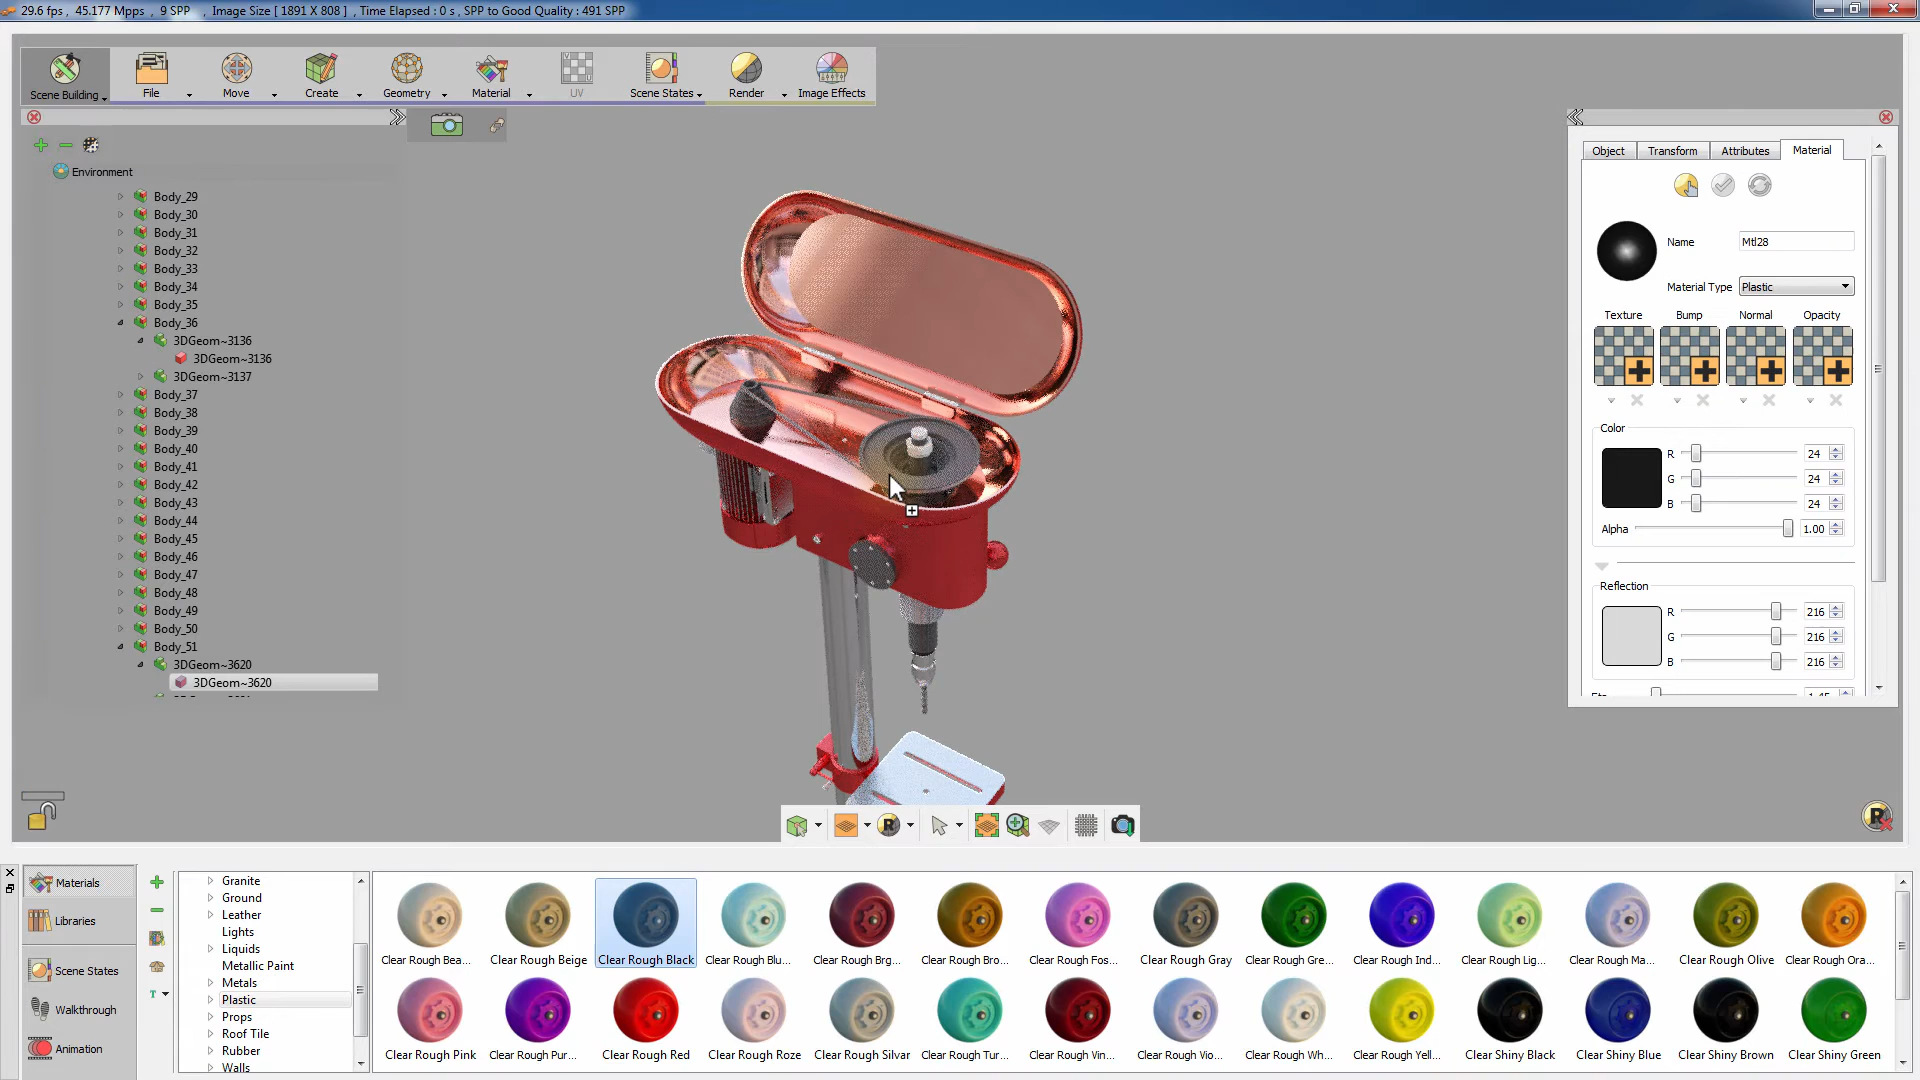 29.6 fps , 45.177 Mpps , 9 SPP , Image Size [ 1891 X 808 ] , Time Elapsed : 0 s , SPP to Good Quality : 491 SPP
Scene Building File Move Create Geometry Material UV Scene States Render Image Effects
Environment
Body_29
Body_30
Body_31
Body_32
Body_33
Body_34
Body_35
Body_36
3DGeom~3136
3DGeom~3136
3DGeom~3137
Body_37
Body_38
Body_39
Body_40
Body_41
Body_42
Body_43
Body_44
Body_45
Body_46
Body_47
Body_48
Body_49
Body_50
Body_51
3DGeom~3620
3DGeom~3620
Object Transform Attributes Material
Name Mtl28
Material Type Plastic
Texture Bump Normal Opacity
Color
R 24
G 24
B 24
Alpha 1.00
Reflection
R 216
G 216
B 216
Materials
Libraries
Scene States
Walkthrough
Animation
Granite
Ground
Leather
Lights
Liquids
Metallic Paint
Metals
Plastic
Props
Roof Tile
Rubber
Walls
Clear Rough Bea... Clear Rough Beige Clear Rough Black Clear Rough Blu... Clear Rough Brg... Clear Rough Bro... Clear Rough Fos... Clear Rough Gray Clear Rough Gre... Clear Rough Ind... Clear Rough Lig... Clear Rough Ma... Clear Rough Olive Clear Rough Ora...
Clear Rough Pink Clear Rough Pur... Clear Rough Red Clear Rough Roze Clear Rough Silvar Clear Rough Tur... Clear Rough Vin... Clear Rough Vio... Clear Rough Wh... Clear Rough Yell... Clear Shiny Black Clear Shiny Blue Clear Shiny Brown Clear Shiny Green